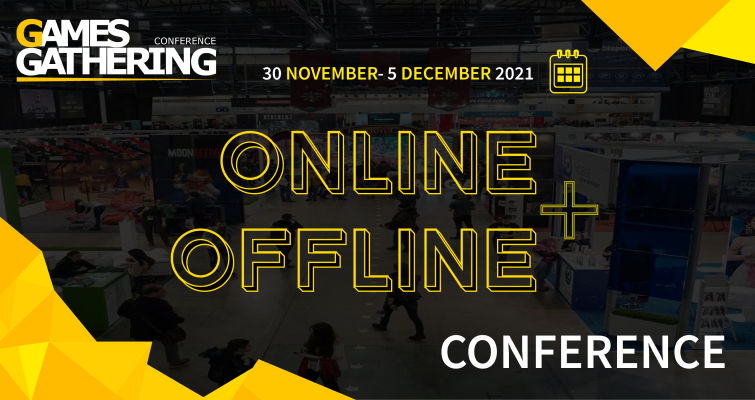 GAMES
CONFERENCE
GATHERING
30 NOVEMBER- 5 DECEMBER 2021
ONLINE
+
OFFLINE
CONFERENCE